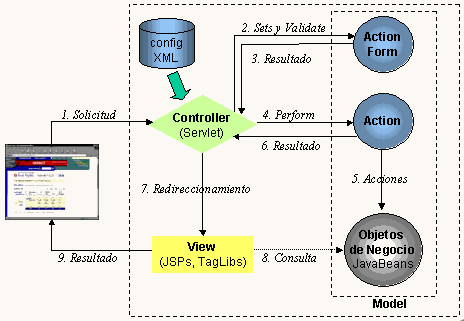 config
XML
2. Sets y Validate
Action
Form
3. Resultado
1. Solicitud
Controller
(Servlet)
4. Perform
Action
6. Resultado
7. Redireccionamiento
5. Acciones
View
(JSPs, TagLibs)
8. Consulta
Objetos
de Negocio
JavaBeans
9. Resultado
Model